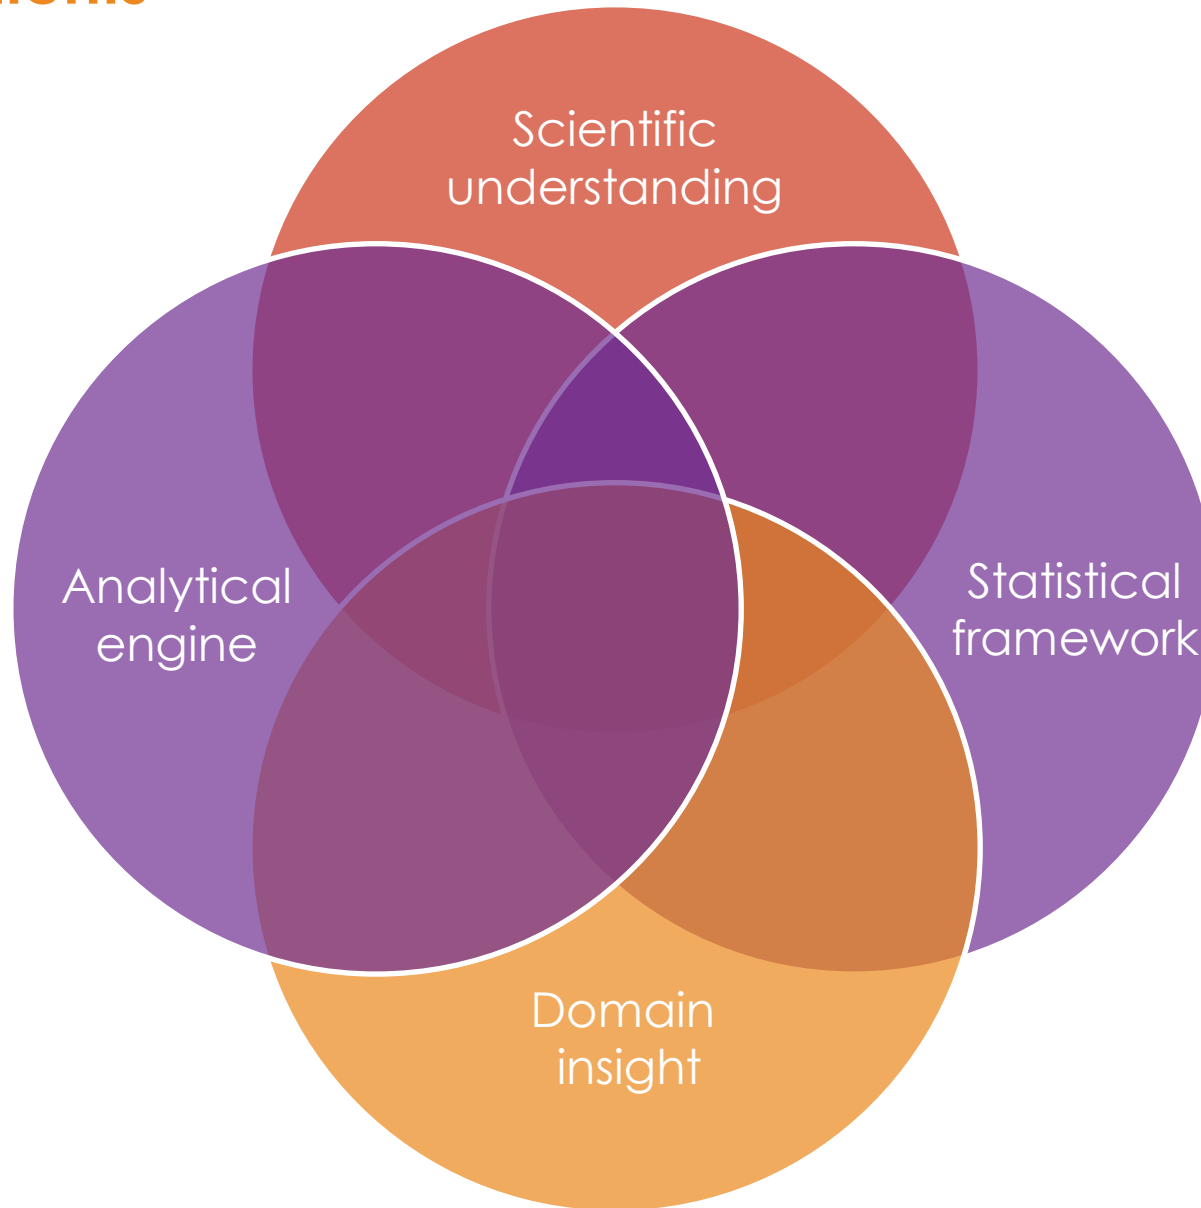 Scientific
understanding
Analytical
engine
Statistical
framework
Domain
insight